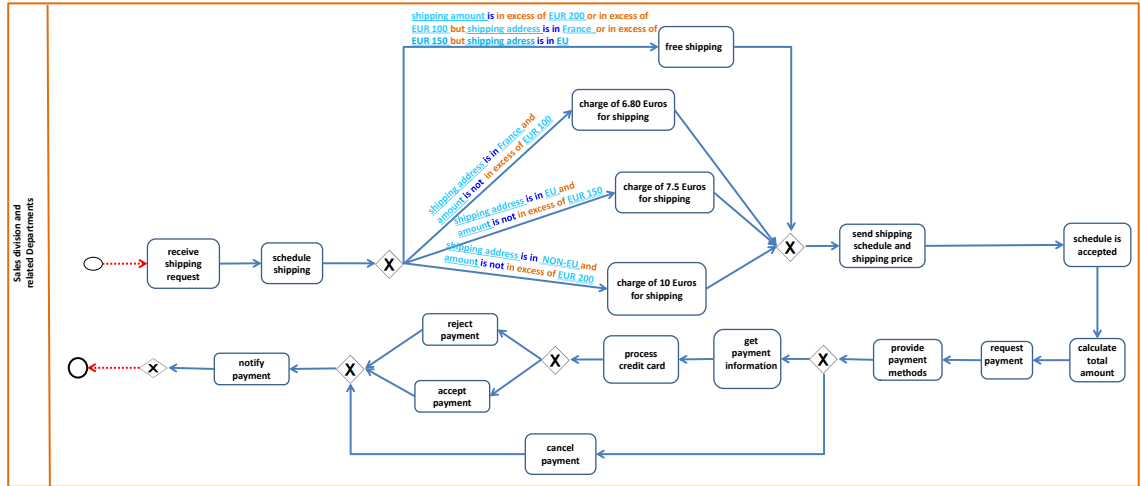 shipping amount is in excess of EUR 200 or in excess of
EUR 100 but shipping address is in France or in excess of
EUR 150 but shipping adress is in EU
free shipping
charge of 6.80 Euros
for shipping
shipping address is in France and
amount is not in excess of EUR 100
charge of 7.5 Euros
for shipping
shipping address is in EU and
amount is not in excess of EUR 150
shipping address is in NON-EU and
amount is not in excess of EUR 200
charge of 10 Euros
for shipping
Sales division and
related Departments
receive
shipping
request
schedule
shipping
X
X
send shipping
schedule and
shipping price
schedule is
accepted
calculate
total
amount
request
payment
provide
payment
methods
X
get
payment
information
process
credit card
X
reject
payment
accept
payment
X
notify
payment
X
cancel
payment